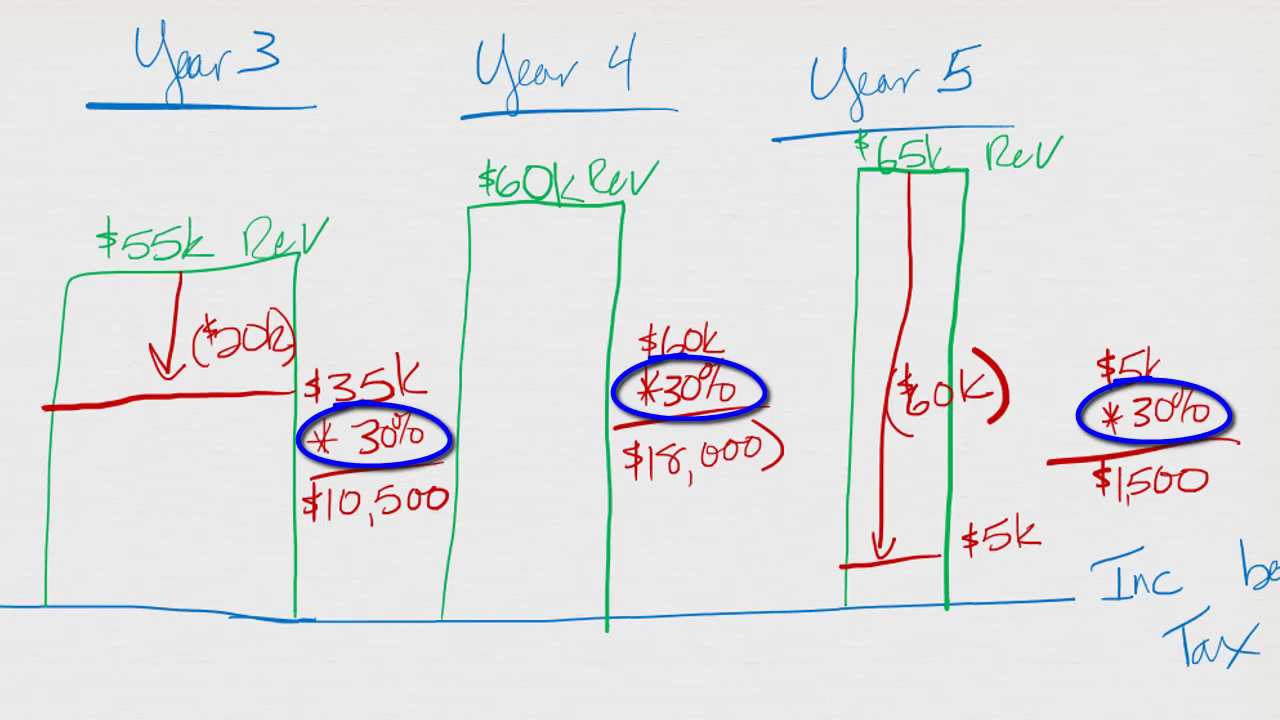 Year 3
Year 4
Year 5
$55k Rev
($20k)
$35k
* 30%
$10,500
$60k Rev
$60k
*30%
$18,000)
$65k Rev
($60k)
$5k
$5k
*30%
$1,500
Inc
Tax